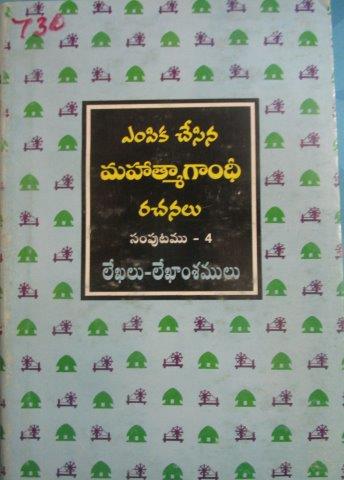 730
ఎంపిక చేసిన
మహాత్మాగాంధీ
రచనలు
సంపుటము - 4
లేఖలు-లేఖాంశములు